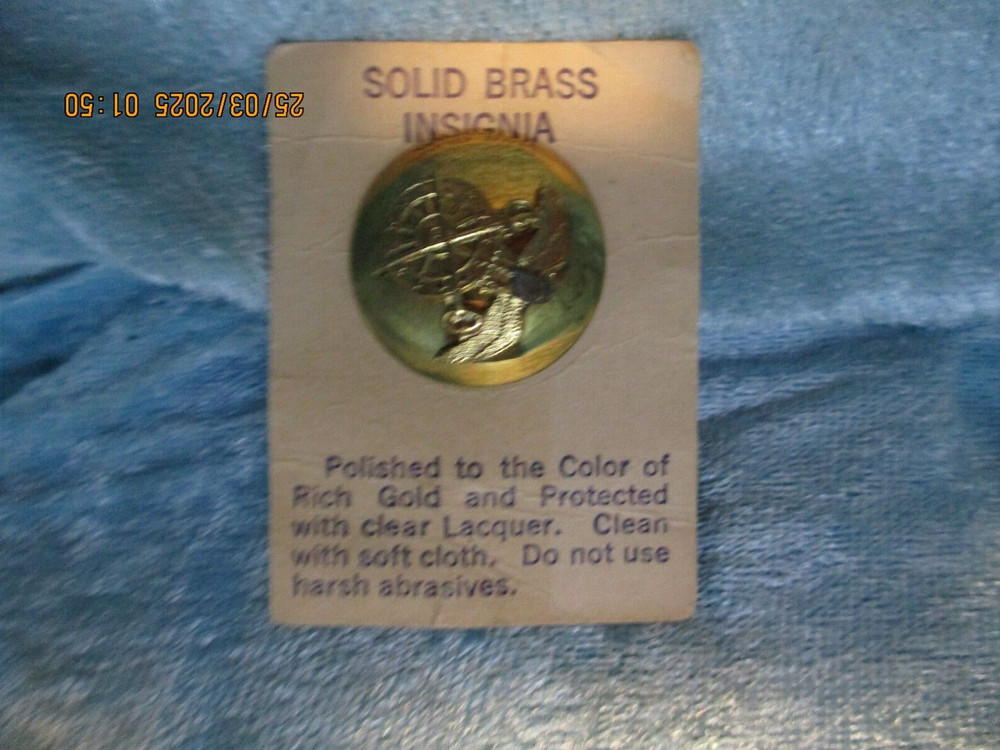 SOLID BRASS
INSIGNIA
25/03/2025 01:50
Polished to the Color of
Rich Gold and Protected
with clear Lacquer. Clean
with soft cloth. Do not use
harsh abrasives.